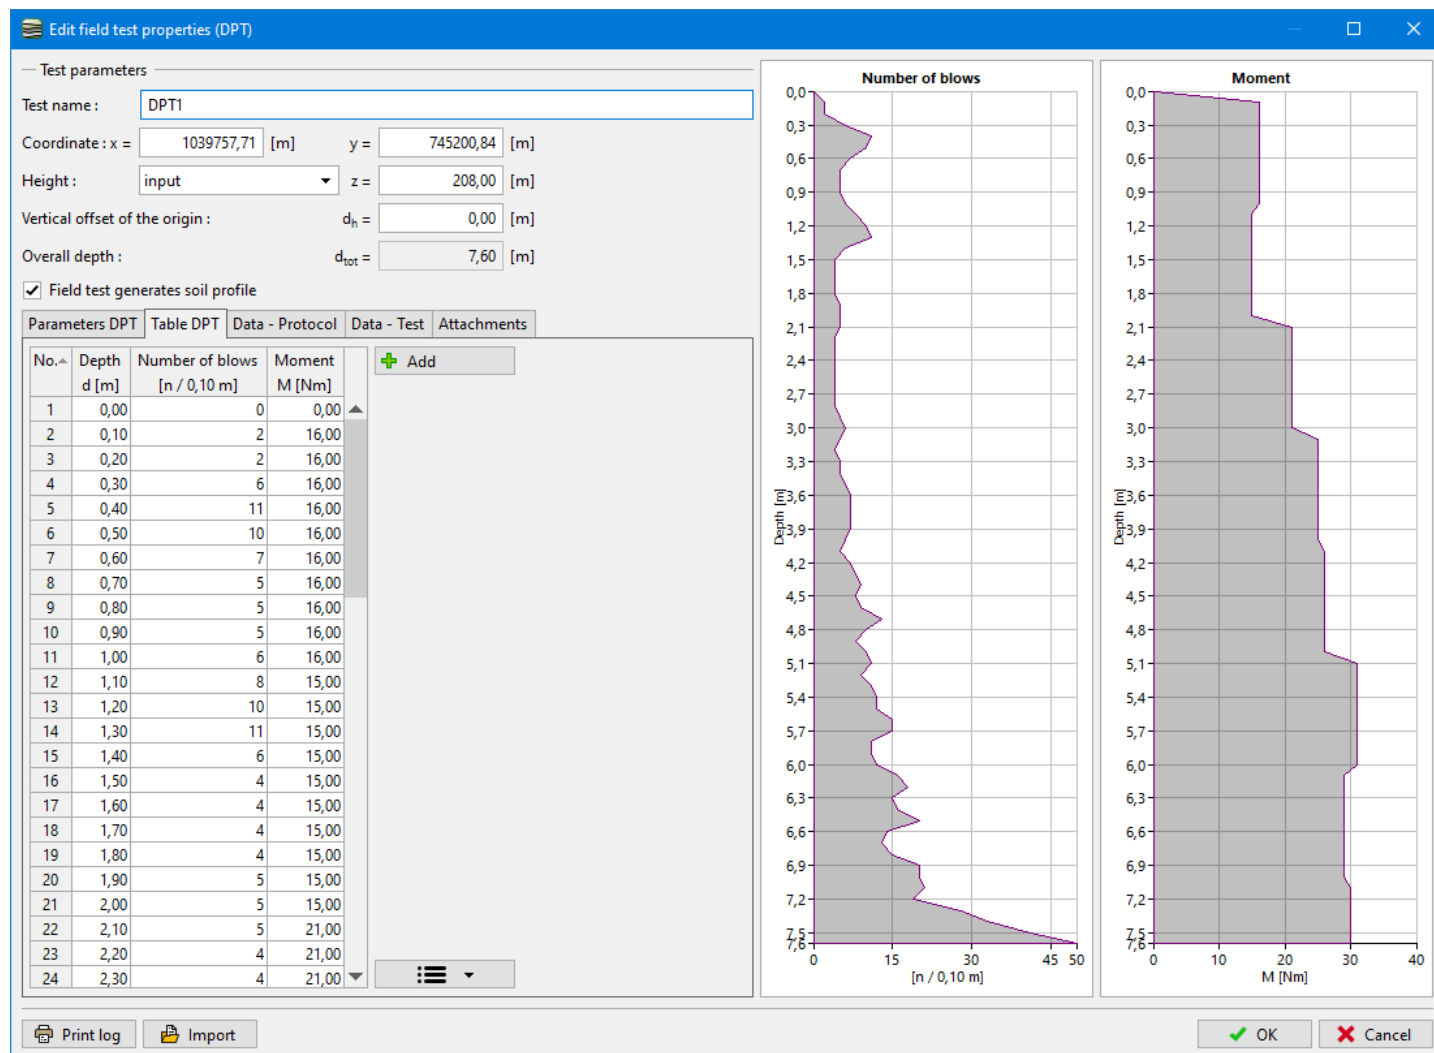 Edit field test properties (DPT)
Test parameters
Test name : DPT1
Coordinate : x = 1039757,71 [m] y = 745200,84 [m]
Height : input z = 208,00 [m]
Vertical offset of the origin : dh = 0,00 [m]
Overall depth : dtot = 7,60 [m]
Field test generates soil profile
Parameters DPT Table DPT Data - Protocol Data - Test Attachments
No. Depth Number of blows Moment
d [m] [n / 0,10 m] M [Nm]
1 0,00 0 0,00
2 0,10 2 16,00
3 0,20 2 16,00
4 0,30 6 16,00
5 0,40 11 16,00
6 0,50 10 16,00
7 0,60 7 16,00
8 0,70 5 16,00
9 0,80 5 16,00
10 0,90 5 16,00
11 1,00 6 16,00
12 1,10 8 15,00
13 1,20 10 15,00
14 1,30 11 15,00
15 1,40 6 15,00
16 1,50 4 15,00
17 1,60 4 15,00
18 1,70 4 15,00
19 1,80 4 15,00
20 1,90 5 15,00
21 2,00 5 15,00
22 2,10 5 21,00
23 2,20 4 21,00
24 2,30 4 21,00
Add
Number of blows
0,0
0,3
0,6
0,9
1,2
1,5
1,8
2,1
2,4
2,7
3,0
3,3
3,6
3,9
4,2
4,5
4,8
5,1
5,4
5,7
6,0
6,3
6,6
6,9
7,2
7,5
7,6
Depth [m]
0 15 30 45 50
[n / 0,10 m]
Moment
0,0
0,3
0,6
0,9
1,2
1,5
1,8
2,1
2,4
2,7
3,0
3,3
3,6
3,9
4,2
4,5
4,8
5,1
5,4
5,7
6,0
6,3
6,6
6,9
7,2
7,5
7,6
Depth [m]
0 10 20 30 40
M [Nm]
Print log Import OK Cancel